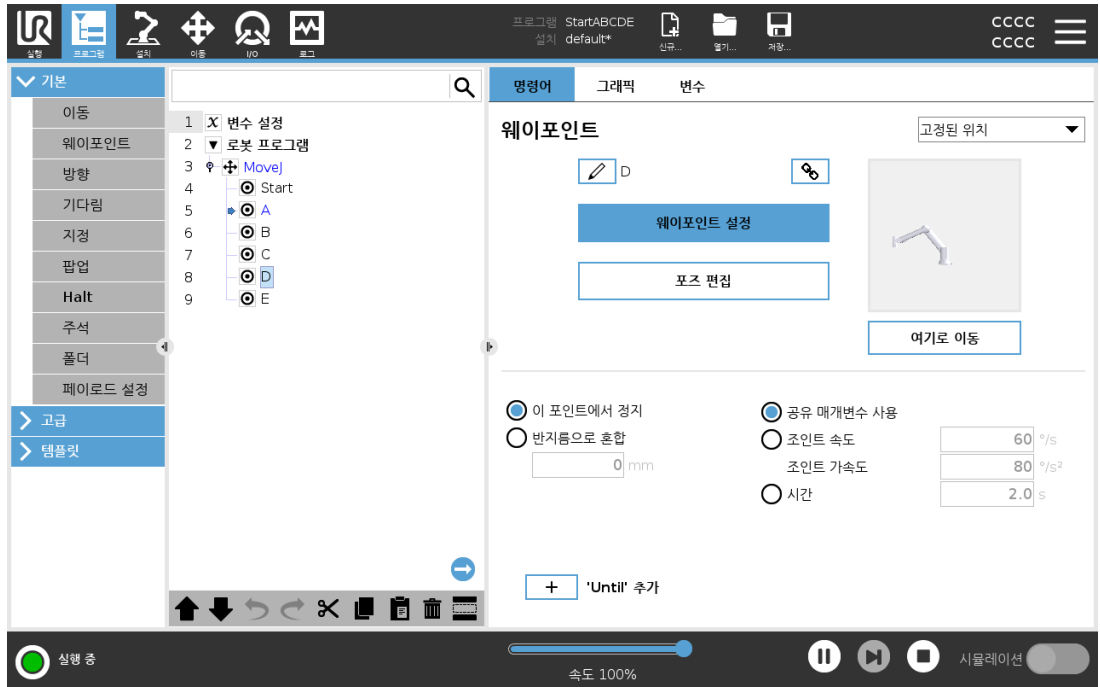 UR
실행
프로그램
설치
이동
I/O
로그
프로그램 StartABCDE
설치 default*
신규...
열기...
저장...
CCCC
CCCC
기본
이동
웨이포인트
방향
기다림
지정
팝업
Halt
주석
폴더
페이로드 설정
고급
템플릿
1 X 변수 설정
2 ▼ 로봇 프로그램
3 MoveJ
4 Start
5 A
6 B
7 C
8 D
9 E
명령어 그래픽 변수
웨이포인트
고정된 위치
D
웨이포인트 설정
포즈 편집
여기로 이동
이 포인트에서 정지
반지름으로 혼합
0 mm
공유 매개변수 사용
조인트 속도 60 °/s
조인트 가속도 80 °/s²
시간 2.0 s
+ 'Until' 추가
실행 중
속도 100%
시뮬레이션